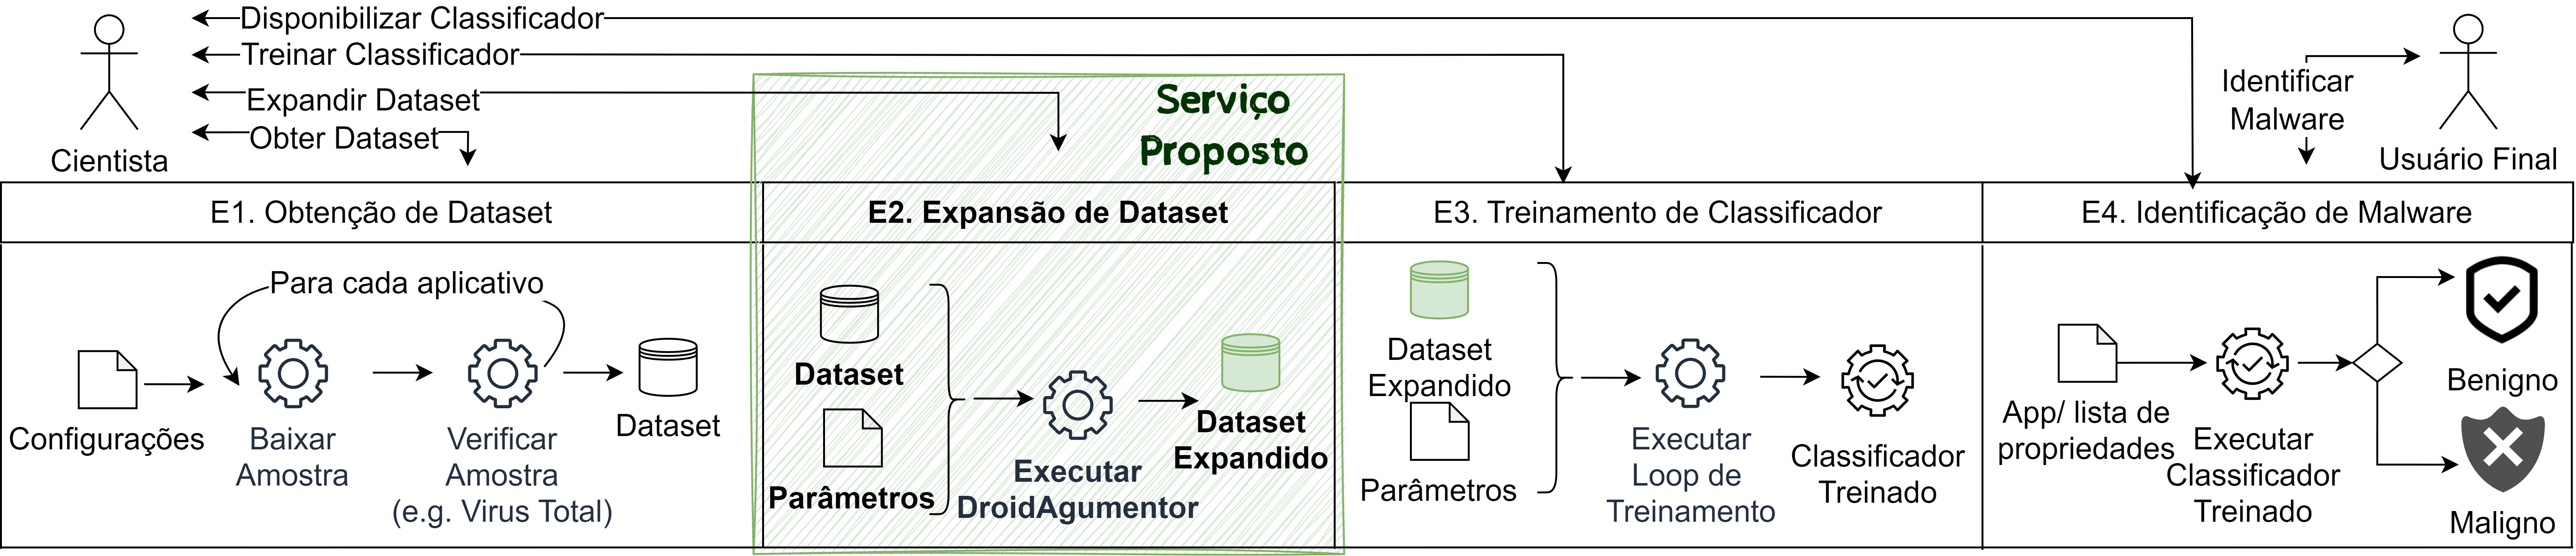 Disponibilizar Classificador
Treinar Classificador
Expandir Dataset
Obter Dataset
Cientista
Serviço
Proposto
Identificar
Malware
Usuário Final
E1. Obtenção de Dataset
E2. Expansão de Dataset
E3. Treinamento de Classificador
E4. Identificação de Malware
Para cada aplicativo
Configurações
Baixar
Amostra
Verificar
Amostra
(e.g. Virus Total)
Dataset
Dataset
Parâmetros
Executar
DroidAgumentor
Dataset
Expandido
Dataset
Expandido
Parâmetros
Executar
Loop de
Treinamento
Classificador
Treinado
App/ lista de
propriedades
Executar
Classificador
Treinado
Benigno
Maligno